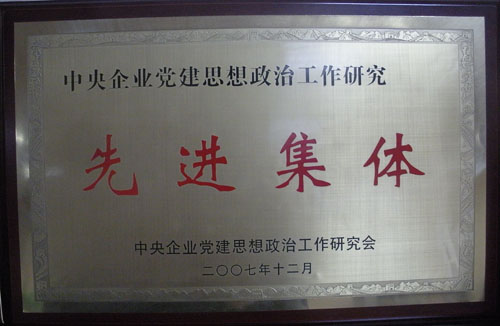 中央企业党建思想政治工作研究
先进集体
中央企业党建思想政治工作研究会
二〇〇七年十二月